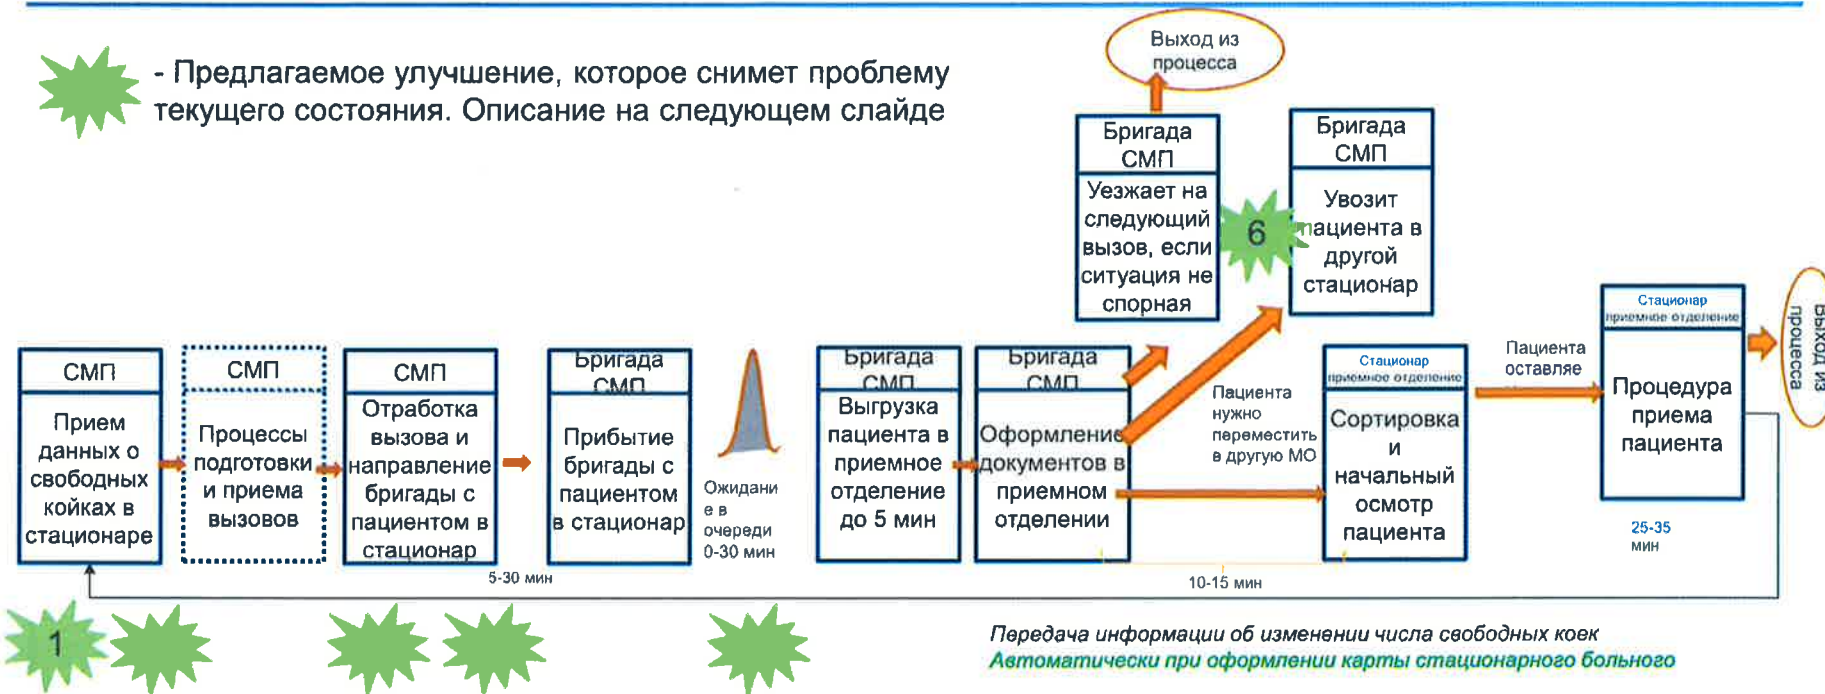 - Предлагаемое улучшение, которое снимет проблему
текущего состояния. Описание на следующем слайде
Выход из
процесса
Бригада
СМП
Уезжает на
следующий
вызов, если
ситуация не
спорная
6
Бригада
СМП
Увозит
пациента в
другой
стационар
СМП
Прием
данных о
свободных
койках в
стационаре
СМП
Процессы
подготовки
и приема
вызовов
СМП
Отработка
вызова и
направление
бригады с
пациентом в
стационар
5-30 мин
Бригада
СМП
Прибытие
бригады с
пациентом
в стационар
Ожидани
е в
очереди
0-30 мин
Бригада
СМП
Выгрузка
пациента в
приемное
отделение
до 5 мин
Бригада
СМП
Оформление
документов в
приемном
отделении
Пациента
нужно
переместить
в другую МО
10-15 мин
Стационар
приемное отделение
Сортировка
и
начальный
осмотр
пациента
Пациента
оставляе
Стационар
приемное отделение
Процедура
приема
пациента
25-35
мин
Выход из
процесса
1
Передача информации об изменении числа свободных коек
Автоматически при оформлении карты стационарного больного